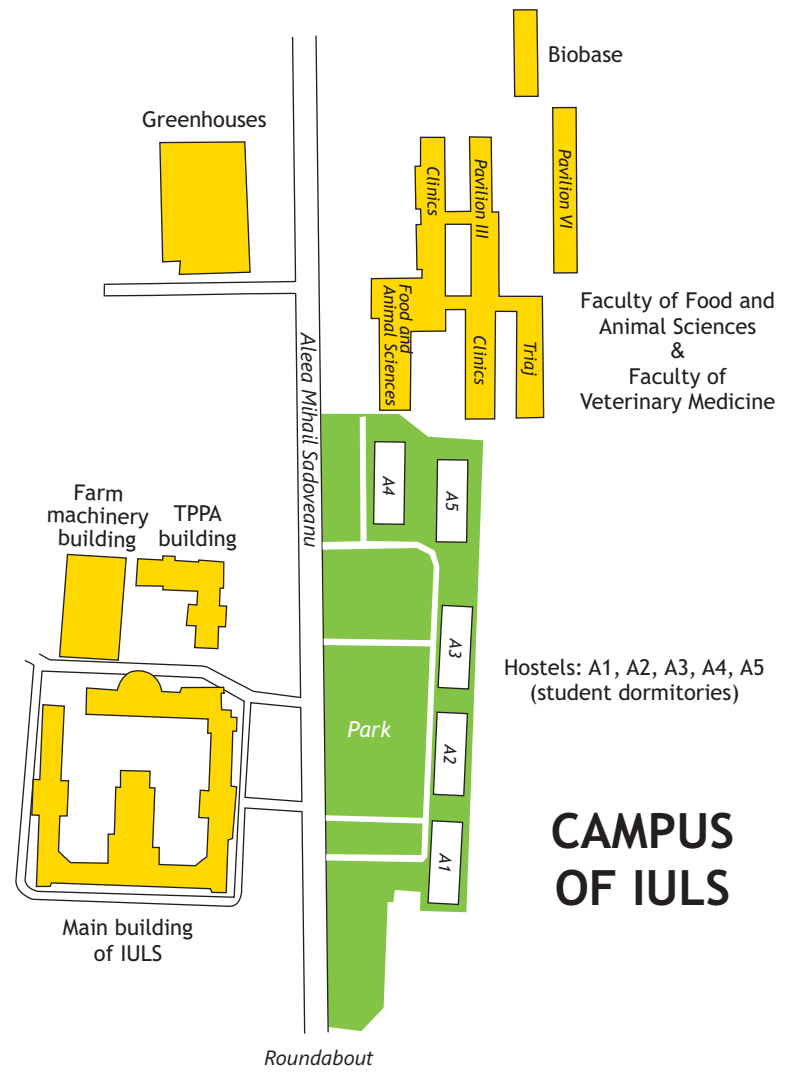 Biobase
Greenhouses
Clinics
Pavilion III
Pavilion VI
Food and
Animal Sciences
Clinics
Triaj
Faculty of Food and
Animal Sciences
&
Faculty of
Veterinary Medicine
Aleea Mihail Sadoveanu
A4
A5
Farm
machinery
building
TPPA
building
A3
Hostels: A1, A2, A3, A4, A5
(student dormitories)
Park
A2
A1
CAMPUS
OF IULS
Main building
of IULS
Roundabout